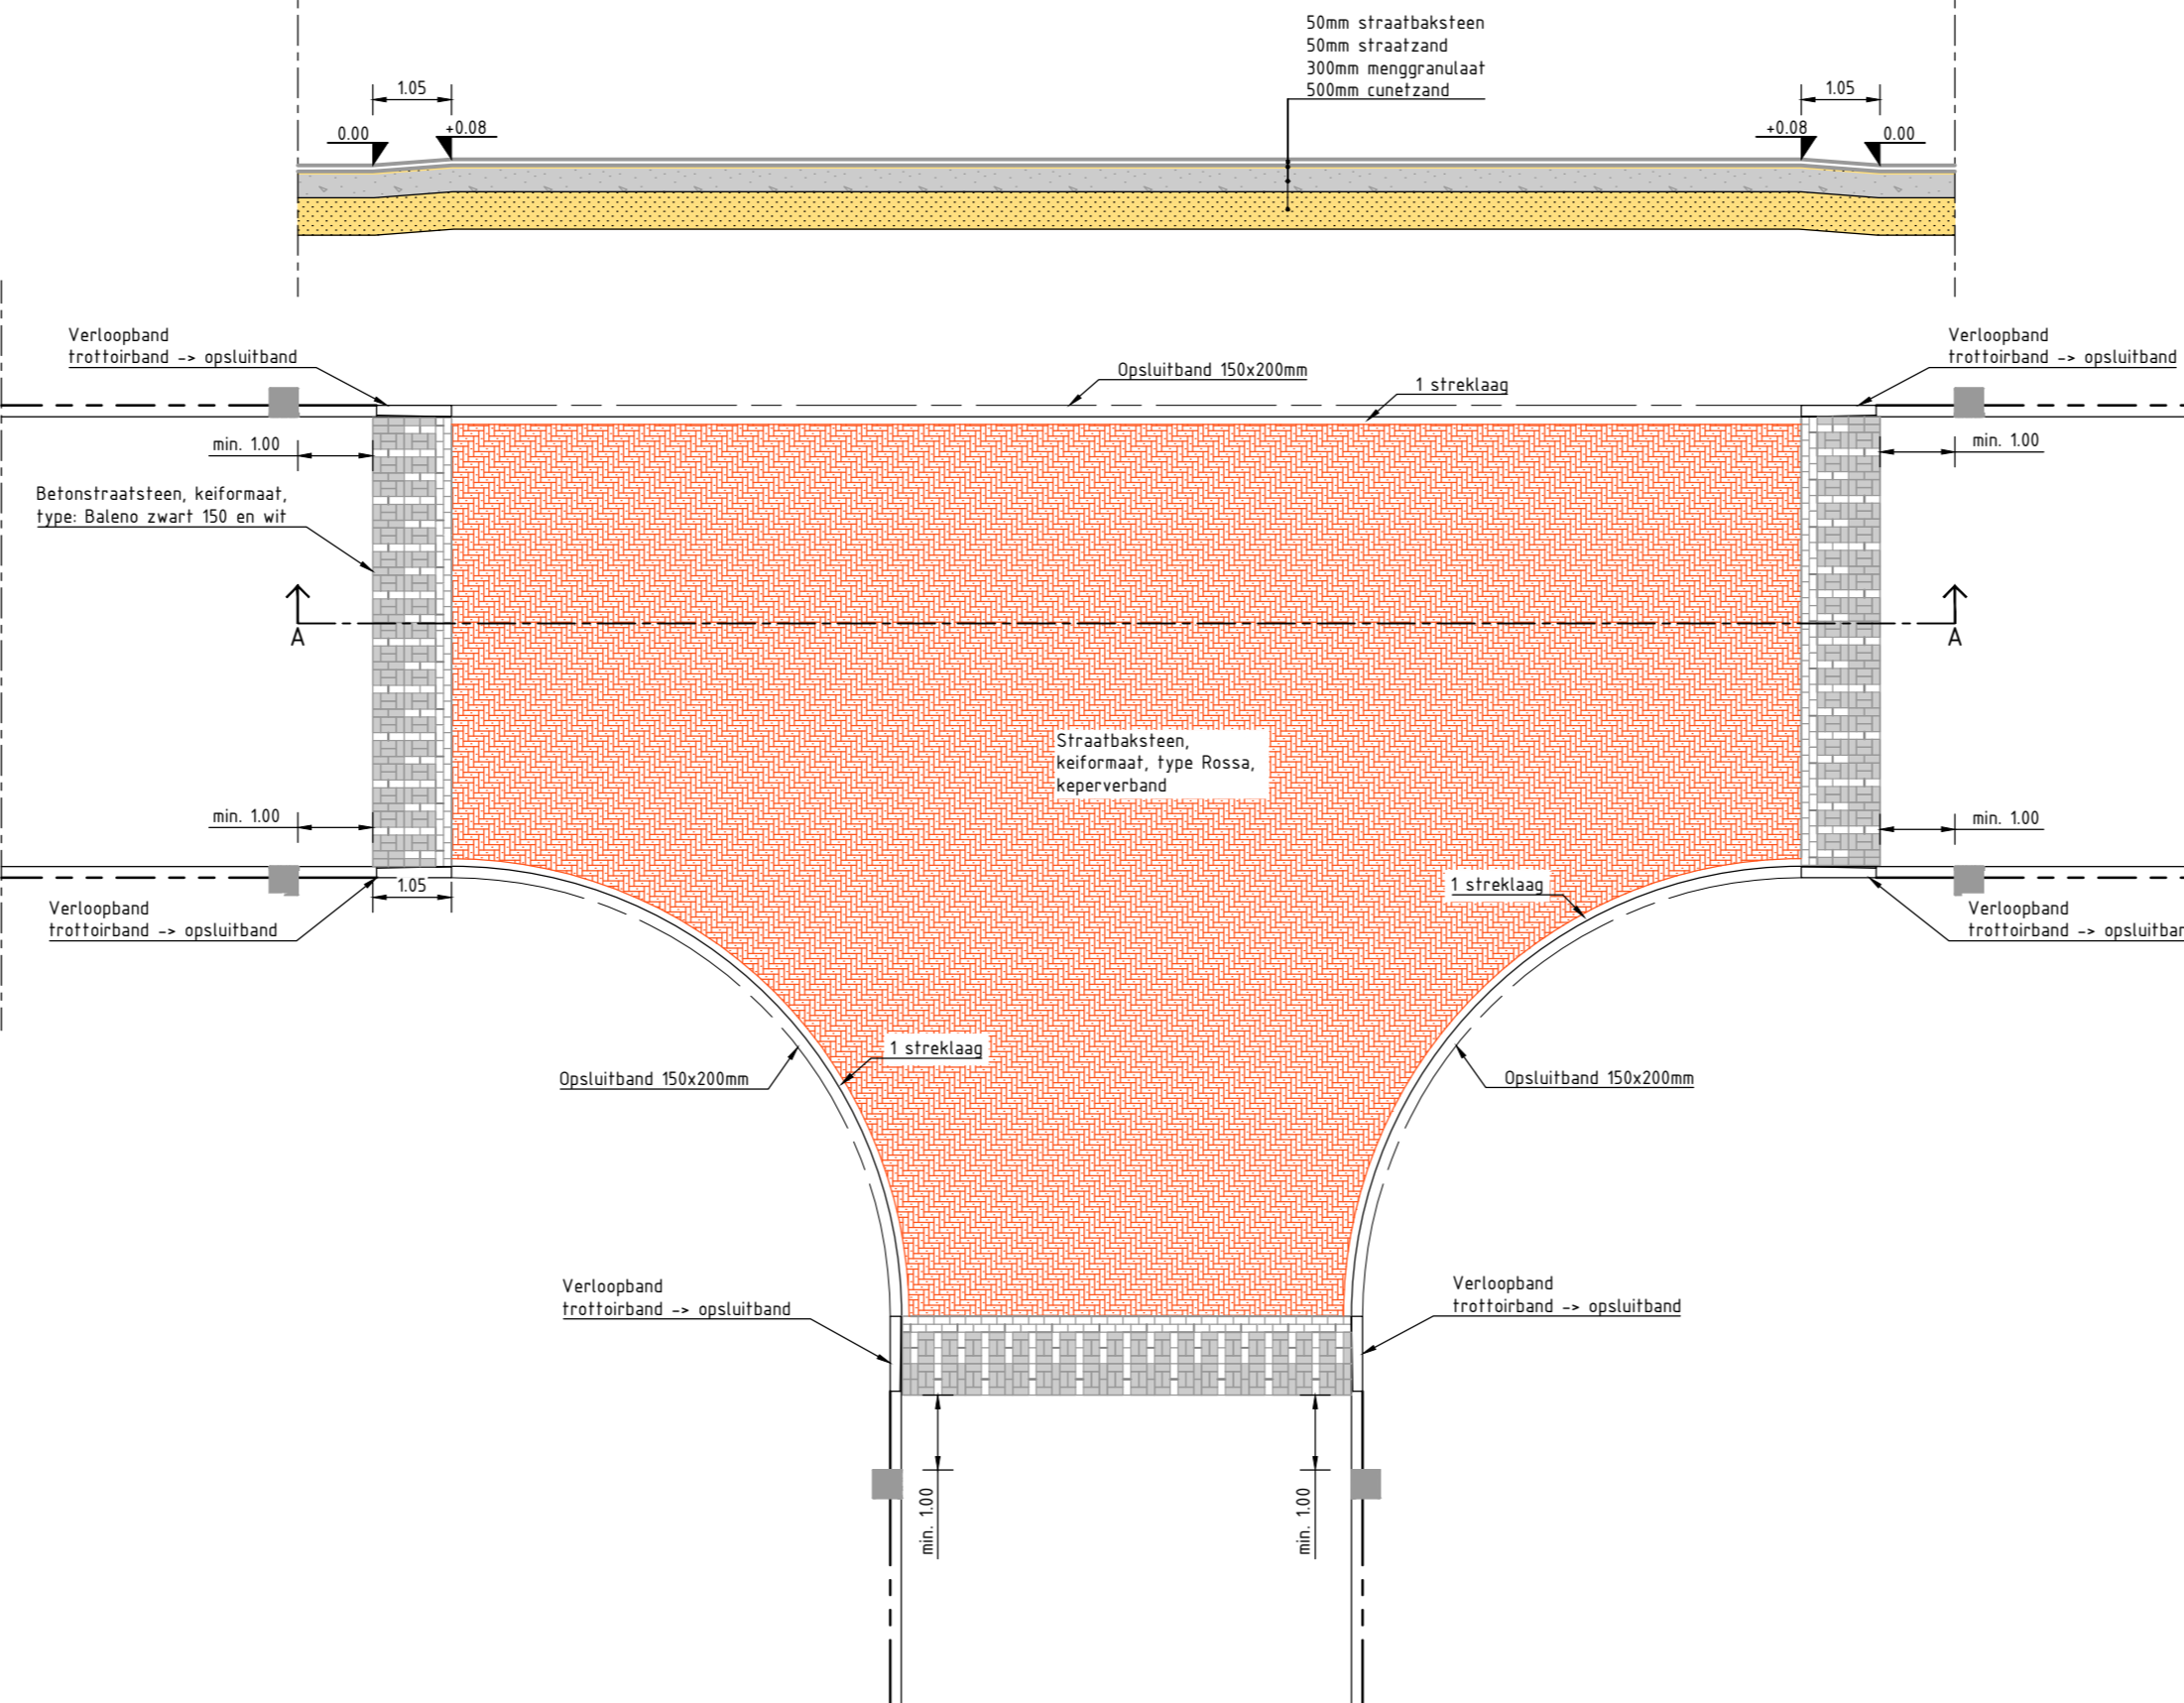 50mm straatbaksteen
50mm straatzand
300mm menggranulaat
500mm cunetzand
1.05
1.05
0.00
+0.08
+0.08
0.00
Verloopband
trottoirband -> opsluitband
Verloopband
trottoirband -> opsluitband
Opsluitband 150x200mm
1 streklaag
min. 1.00
min. 1.00
Betonstraatsteen, keiformaat,
type: Baleno zwart 150 en wit
A
A
Straatbaksteen,
keiformaat, type Rossa,
keperverband
min. 1.00
min. 1.00
1.05
1 streklaag
Verloopband
trottoirband -> opsluitband
Verloopband
trottoirband -> opsluitban
1 streklaag
Opsluitband 150x200mm
Opsluitband 150x200mm
Verloopband
trottoirband -> opsluitband
Verloopband
trottoirband -> opsluitband
min. 1.00
min. 1.00